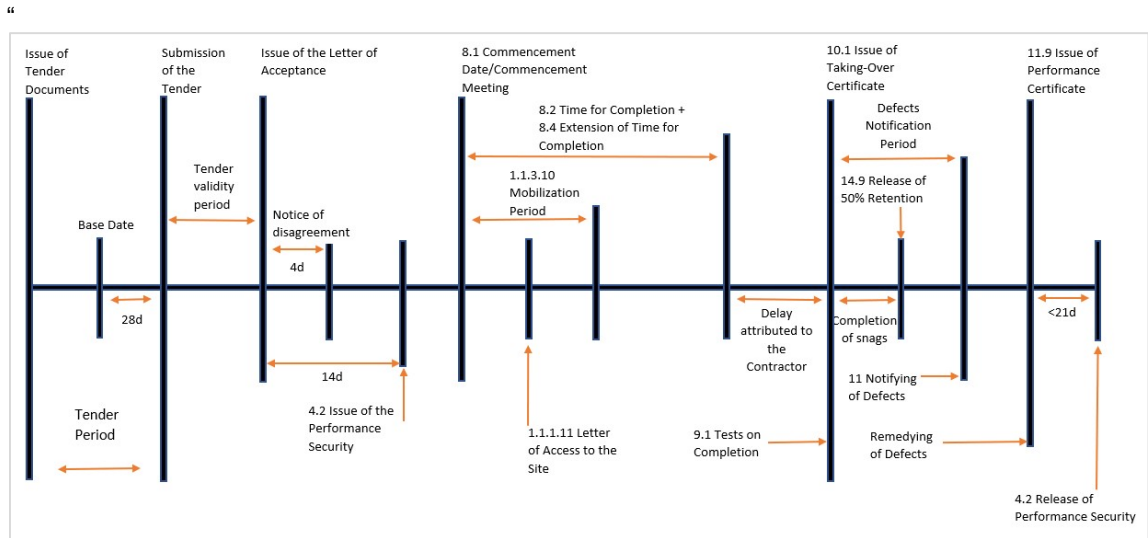 “
Issue of
Tender
Documents
Submission
of the
Tender
Issue of the Letter of
Acceptance
8.1 Commencement
Date/Commencement
Meeting
10.1 Issue of
Taking-Over
Certificate
11.9 Issue of
Performance
Certificate
8.2 Time for Completion +
8.4 Extension of Time for
Completion
Defects
Notification
Period
Tender
validity
period
1.1.3.10
Mobilization
Period
14.9 Release of
50% Retention
Base Date
Notice of
disagreement
4d
28d
<21d
Delay
attributed to
the
Contractor
Completion
of snags
14d
11 Notifying
of Defects
Tender
Period
4.2 Issue of the
Performance
Security
1.1.1.11 Letter
of Access to the
Site
9.1 Tests on
Completion
Remedying
of Defects
4.2 Release of
Performance Security